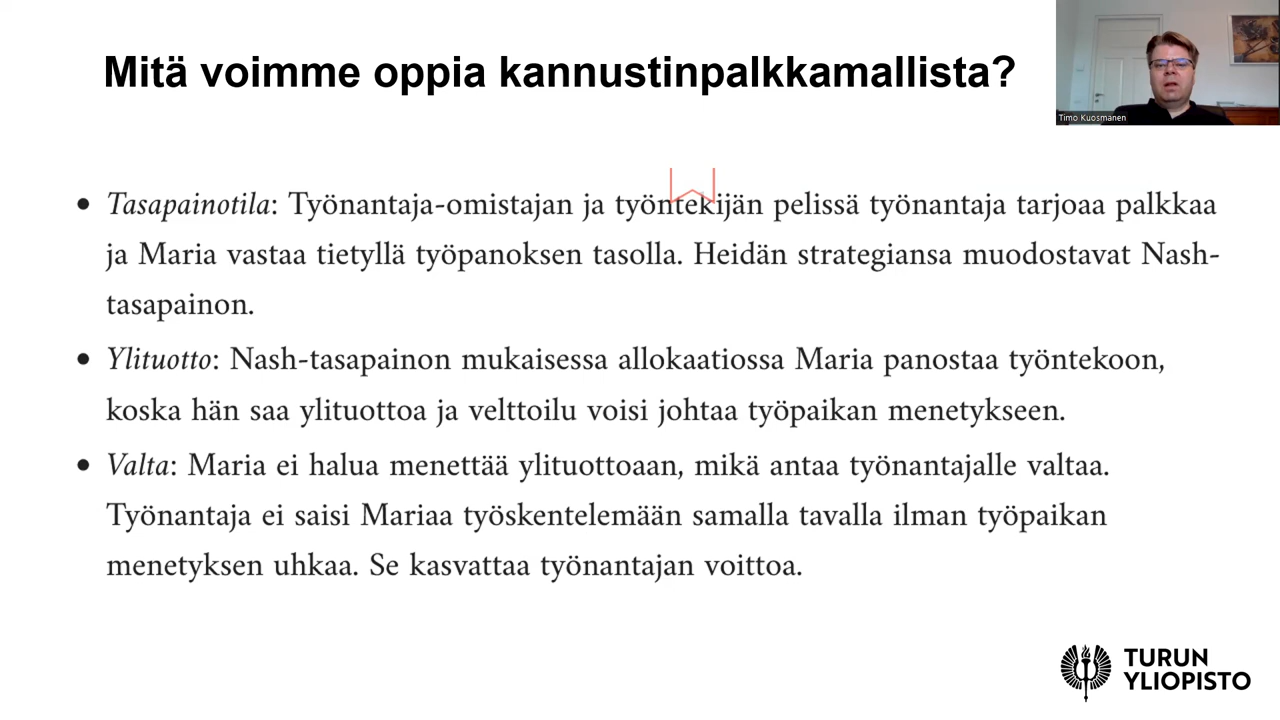 Mitä voimme oppia kannustinpalkkamallista?
Timo Kuosmanen
• Tasapainotila: Työnantaja-omistajan ja työntekijän pelissä työnantaja tarjoaa palkkaa
ja Maria vastaa tietyllä työpanoksen tasolla. Heidän strategiansa muodostavat Nash-
tasapainon.
• Ylituotto: Nash-tasapainon mukaisessa allokaatiossa Maria panostaa työntekoon,
koska hän saa ylituottoa ja velttoilu voisi johtaa työpaikan menetykseen.
• Valta: Maria ei halua menettää ylituottoaan, mikä antaa työnantajalle valtaa.
Työnantaja ei saisi Mariaa työskentelemään samalla tavalla ilman työpaikan
menetyksen uhkaa. Se kasvattaa työnantajan voittoa.
TURUN
YLIOPISTO